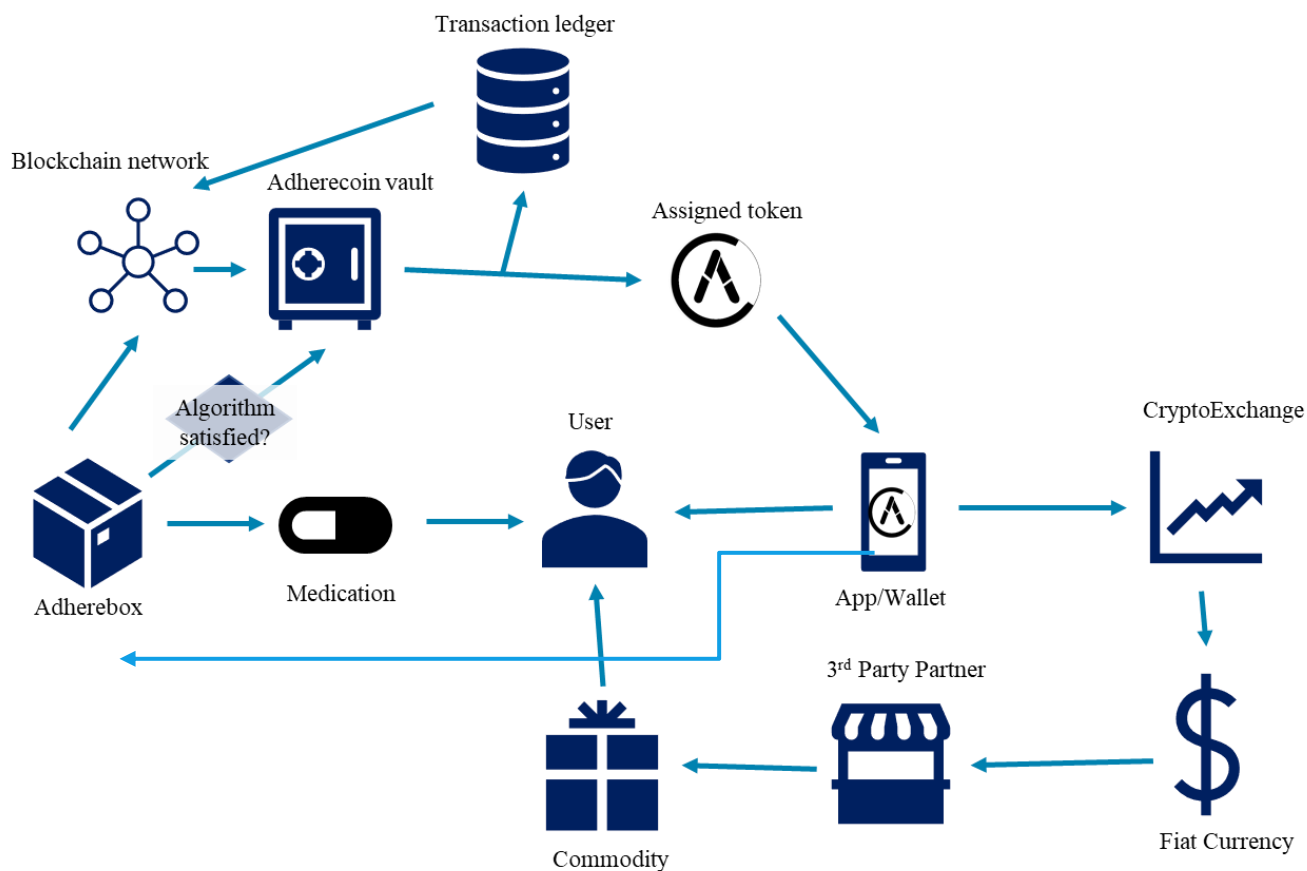 Transaction ledger
Blockchain network
Adherecoin vault
Assigned token
Algorithm
satisfied?
User
CryptoExchange
Adherebox
Medication
App/Wallet
3rd Party Partner
Commodity
Fiat Currency